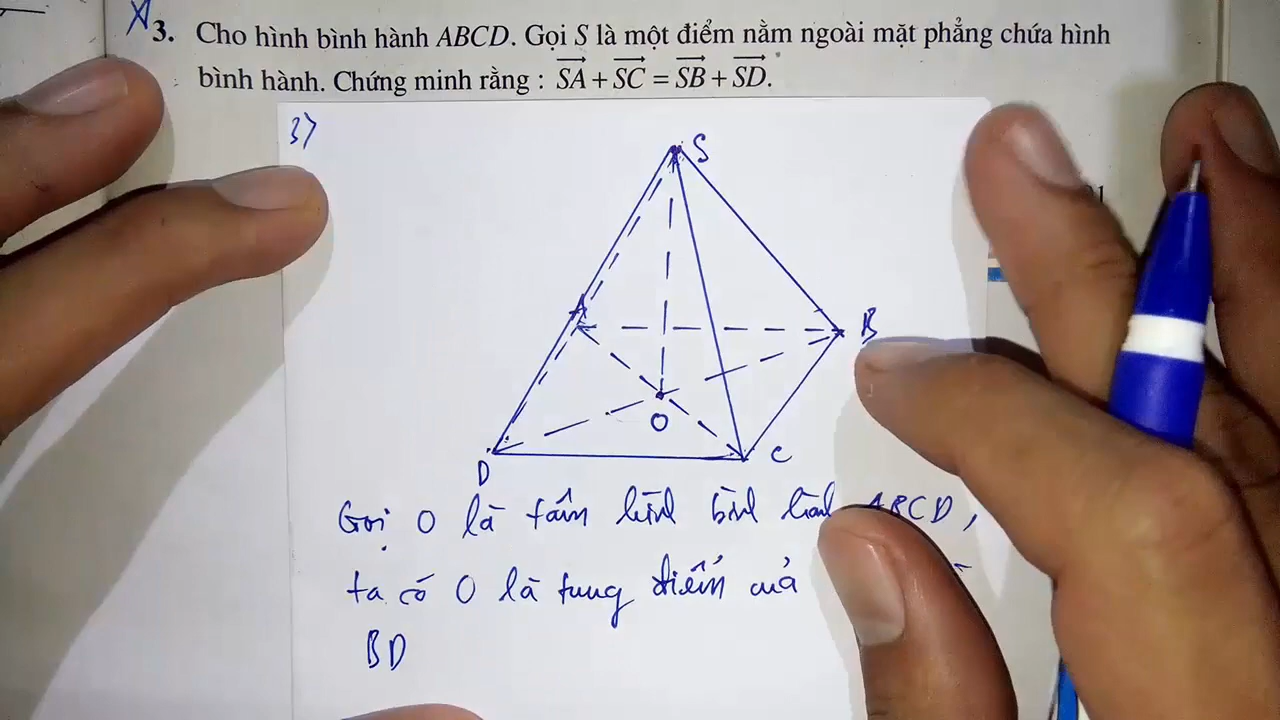 3. Cho hình bình hành ABCD. Gọi S là một điểm nằm ngoài mặt phẳng chứa hình
bình hành. Chứng minh rằng : SA + SC = SB + SD.
3)
S
A
B
O
D
C
Gọi O là tâm hình bình hành ABCD,
ta có O là trung điểm của
BD